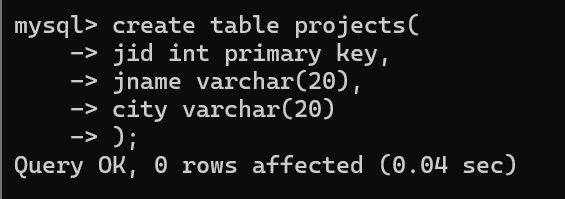 mysql> create table projects(
    -> jid int primary key,
    -> jname varchar(20),
    -> city varchar(20)
    -> );
Query OK, 0 rows affected (0.04 sec)